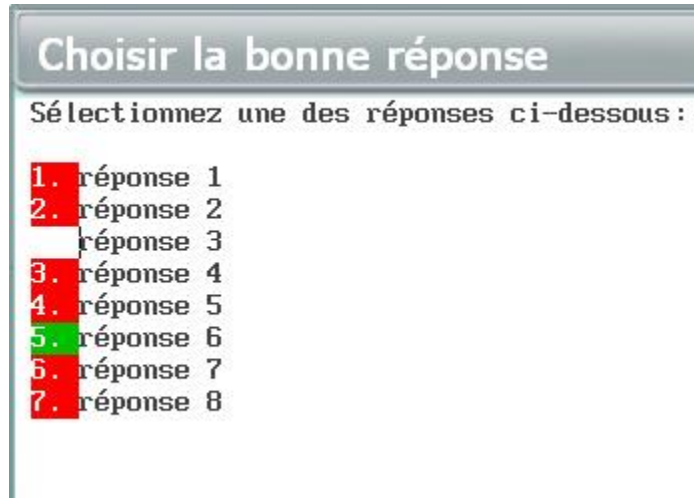 Choisir la bonne réponse
Sélectionnez une des réponses ci-dessous:
1. réponse 1
2. réponse 2
réponse 3
3. réponse 4
4. réponse 5
5. réponse 6
6. réponse 7
7. réponse 8